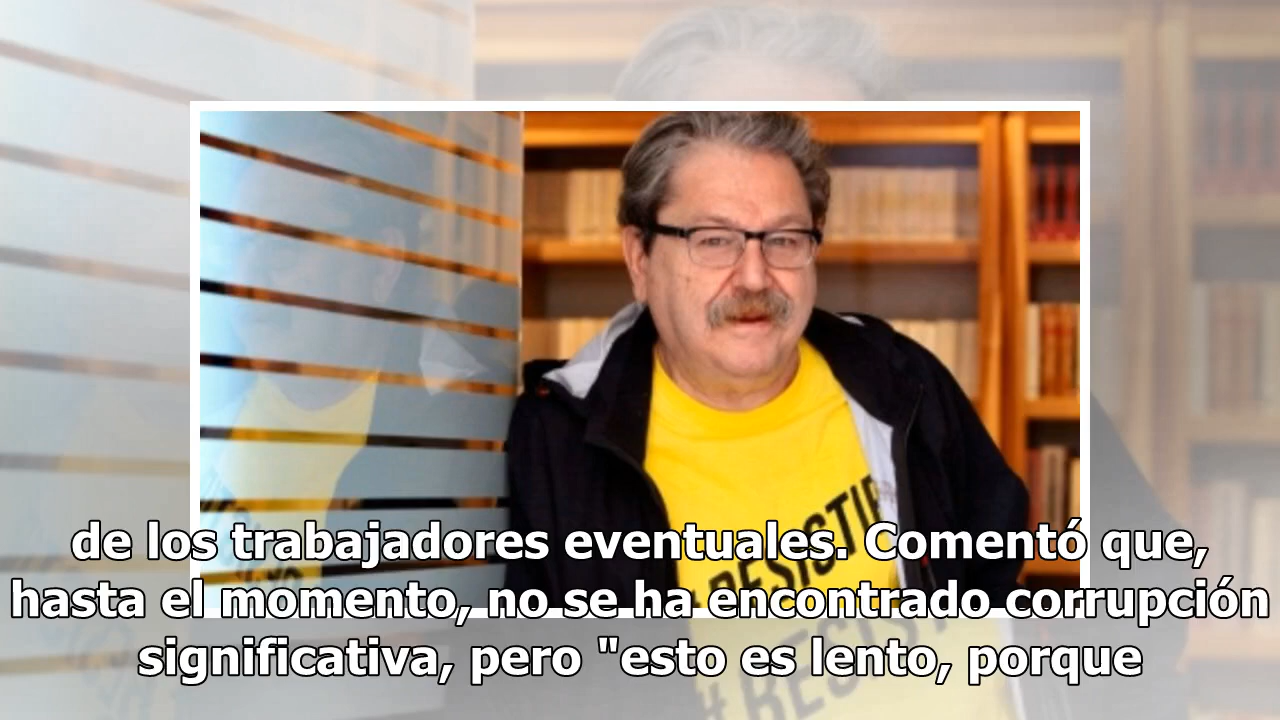 # RESISTIR
de los trabajadores eventuales. Comentó que,
hasta el momento, no se ha encontrado corrupción
significativa, pero "esto es lento, porque